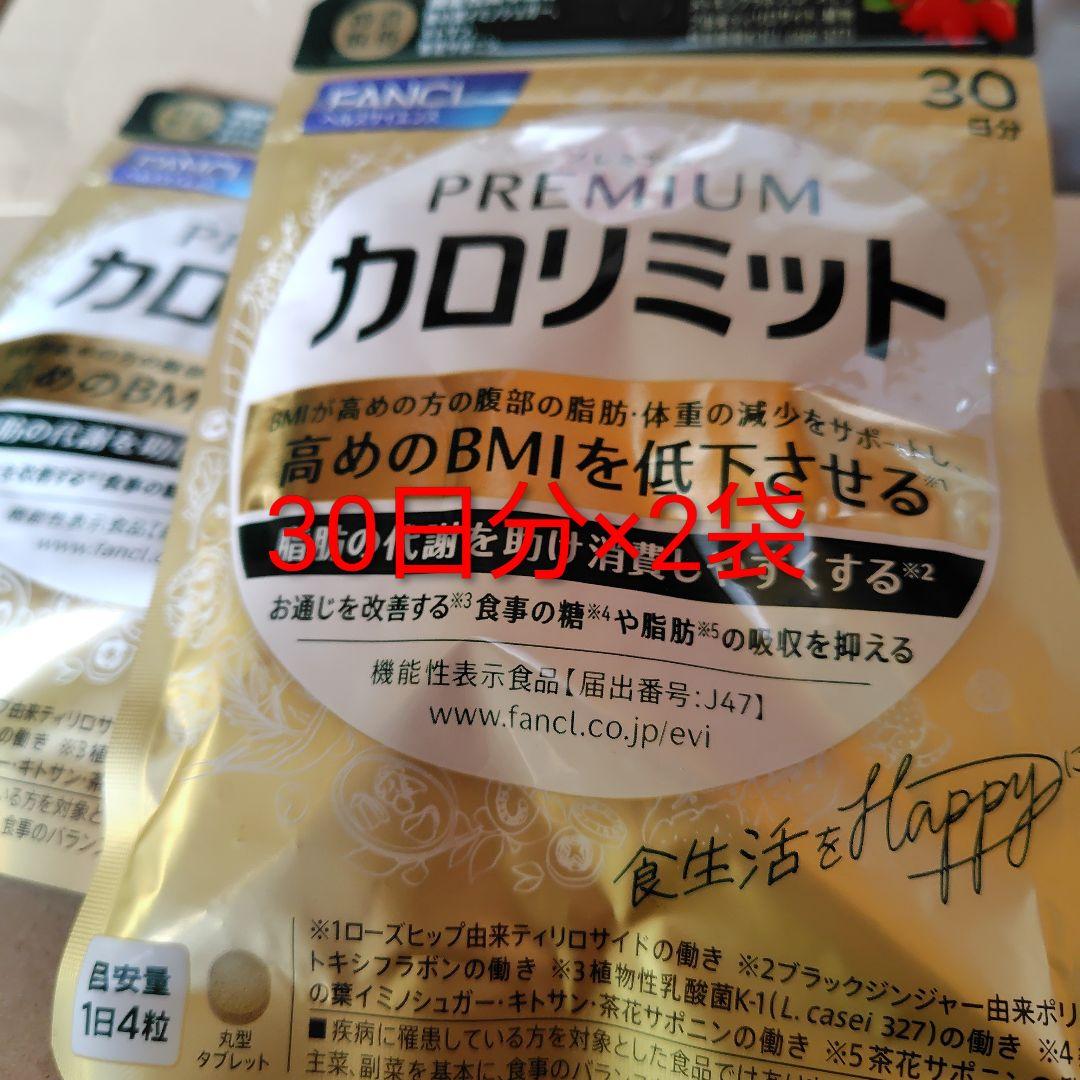 FANCL
ヘルスサイエンス
30
日分
PREMIUM
カロリミット
BMIが高めの方の腹部の脂肪・体重の減少をサポートし、
高めのBMIを低下させる※1
30日分×2袋
脂肪の代謝を助け消費しやすくする※2
お通じを改善する※3食事の糖※4や脂肪※5の吸収を抑える
機能性表示食品【届出番号:J47】
www.fancl.co.jp/evi
食生活をHappyに
※1ローズヒップ由来ティリロサイドの働き ※2ブラックジンジャー由来ポリ
トキシフラボンの働き ※3植物性乳酸菌K-1(L. casei 327)の働き ※4
の葉イミノシュガー・キトサン・茶花サポニンの働き ※5茶花サポニン
■疾病に罹患している方を対象とした食品では
主菜、副菜を基本に、食事のバラン
目安量
1日4粒
丸型
タブレット
PR
カロ
高めのBM
脂肪の代謝を助
www.fancl.c